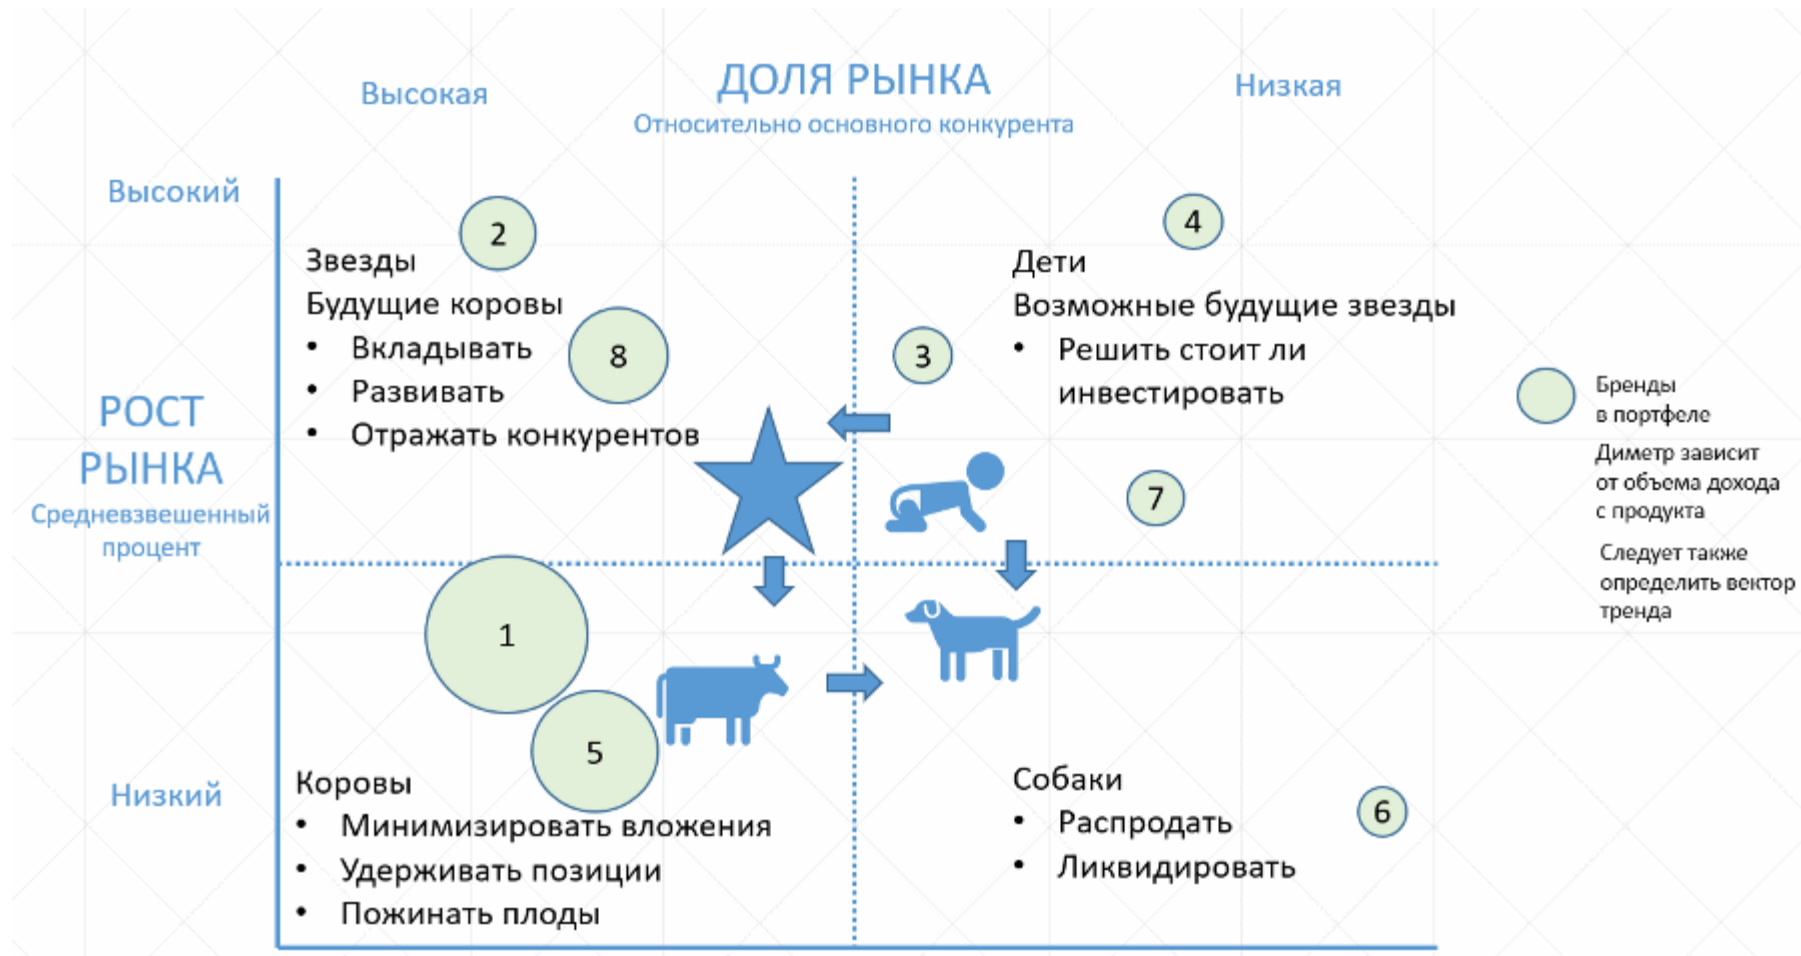 ДОЛЯ РЫНКА
Высокая
Низкая
Относительно основного конкурента
Высокий
2
4
Звезды
Будущие коровы
• Вкладывать
• Развивать
• Отражать конкурентов
8
3
Дети
Возможные будущие звезды
• Решить стоит ли
инвестировать
7
РОСТ
РЫНКА
Средневзвешенный
процент
Бренды
в портфеле
Диметр зависит
от объема дохода
с продукта
Следует также
определить вектор
тренда
1
5
Низкий
Коровы
• Минимизировать вложения
• Удерживать позиции
• Пожинать плоды
Собаки
• Распродать
• Ликвидировать
6